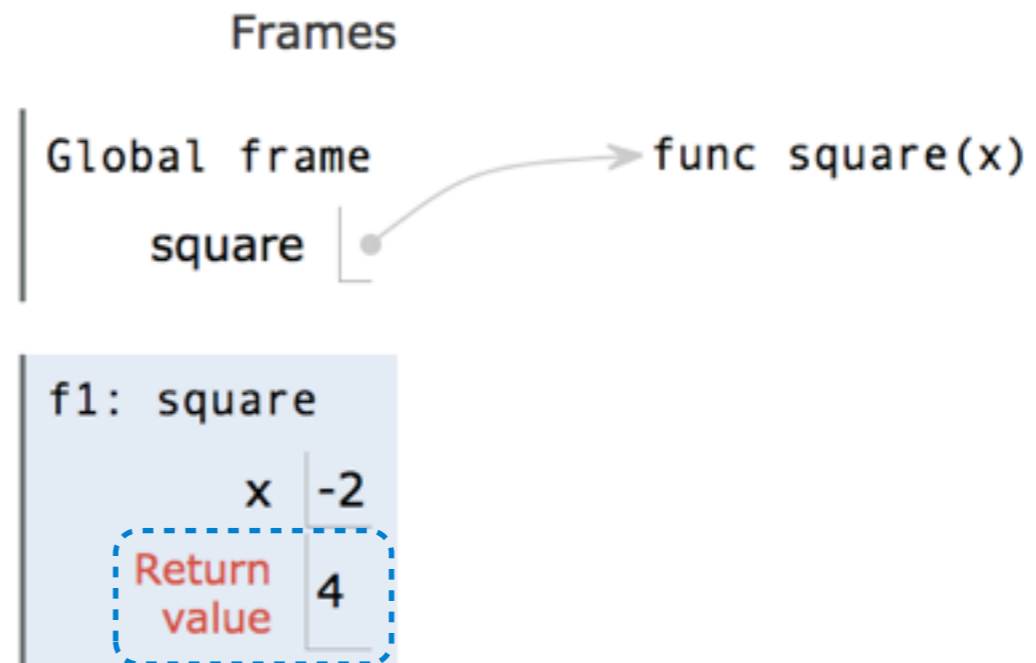 Frames
Global frame
func square(x)
square
f1: square
x -2
Return
value 4